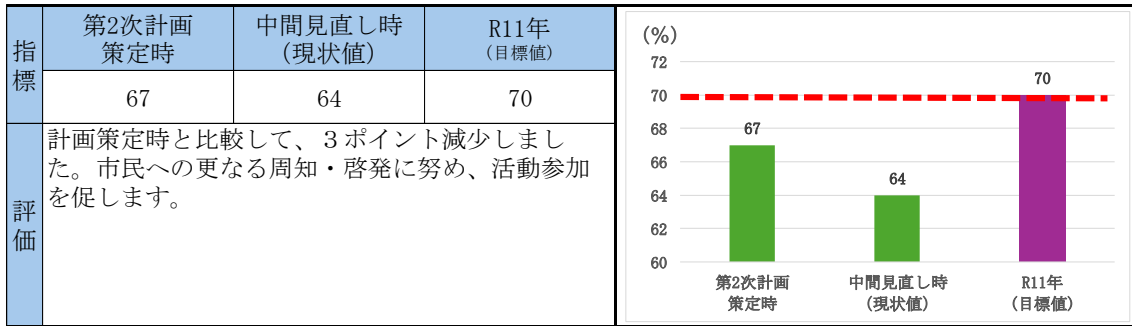 指標
第2次計画
策定時
中間見直し時
(現状値)
R11年
(目標値)
67
64
70
評価
計画策定時と比較して、３ポイント減少しまし
た。市民への更なる周知・啓発に努め、活動参加
を促します。
(%)
72
70
68
66
64
62
60
67
64
70
第2次計画
策定時
中間見直し時
(現状値)
R11年
(目標値)